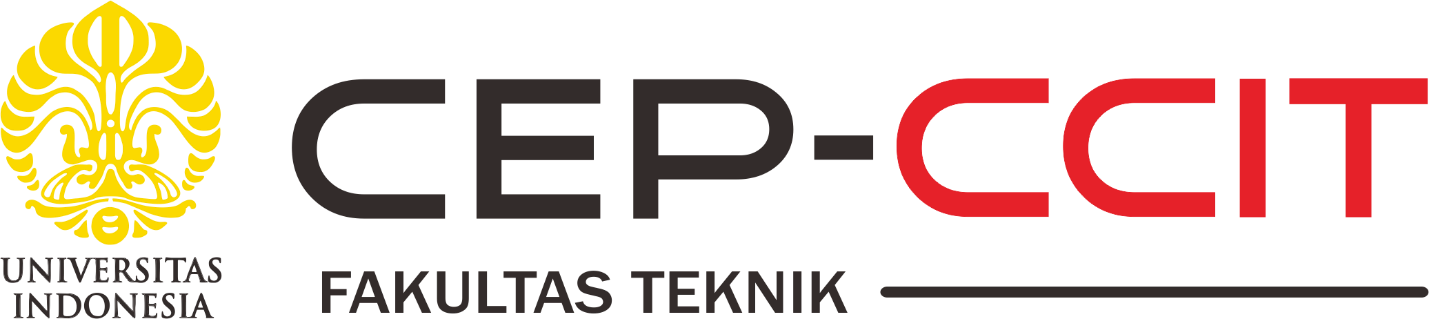 UNIVERSITAS
INDONESIA
CEP-CCIT
FAKULTAS TEKNIK